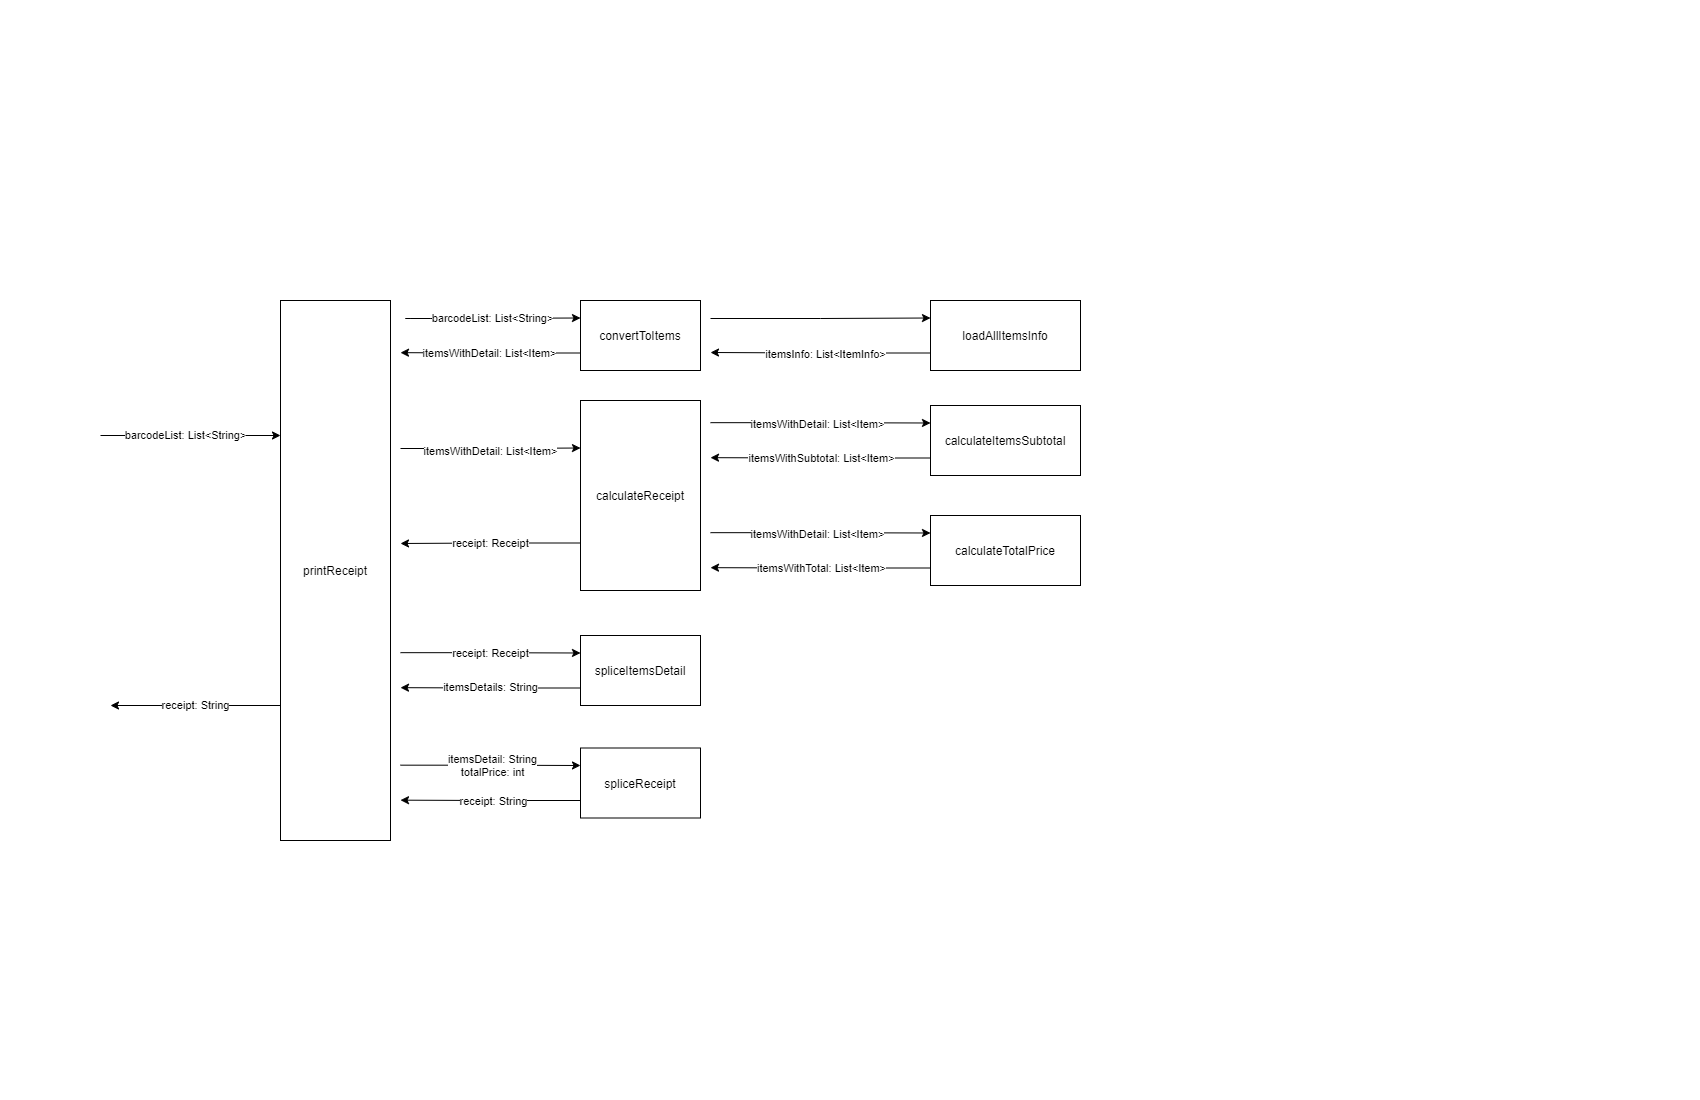 barcodeList: List<String>
convertToItems
loadAllItemsInfo
itemsWithDetail: List<Item>
itemsInfo: List<ItemInfo>
itemsWithDetail: List<Item>
barcodeList: List<String>
calculateItemsSubtotal
itemsWithDetail: List<Item>
itemsWithSubtotal: List<Item>
calculateReceipt
itemsWithDetail: List<Item>
receipt: Receipt
calculateTotalPrice
itemsWithTotal: List<Item>
printReceipt
receipt: Receipt
spliceItemsDetail
itemsDetails: String
receipt: String
itemsDetail: String
totalPrice: int
spliceReceipt
receipt: String